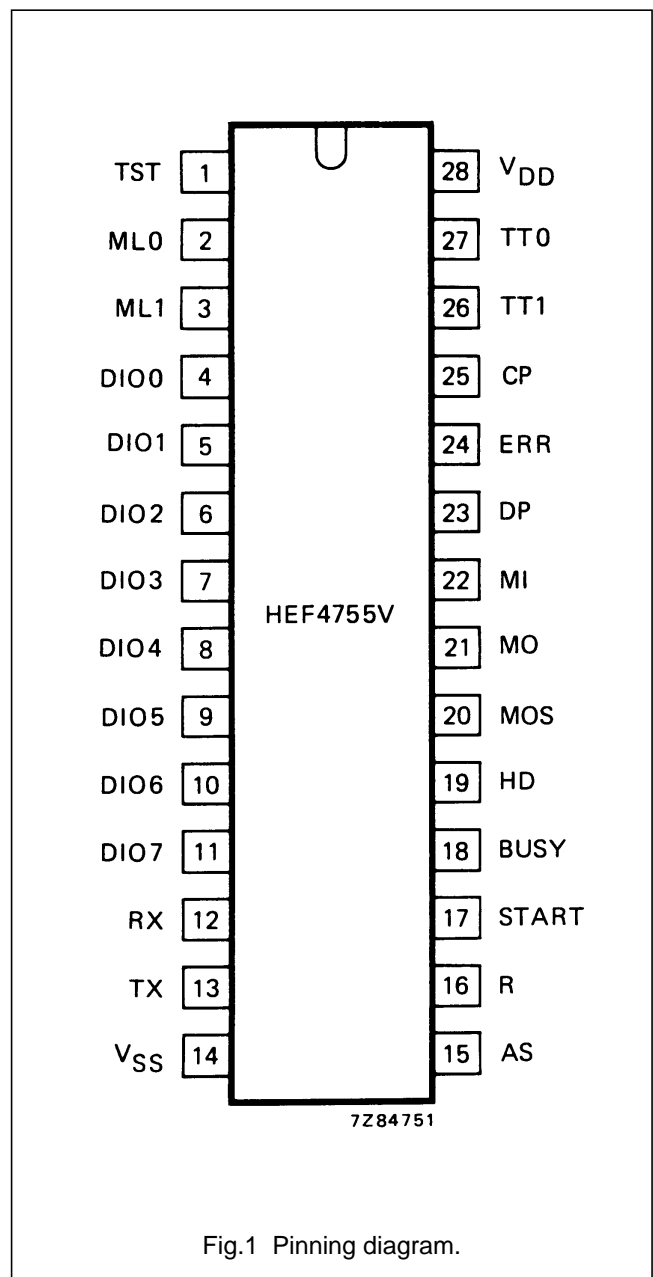 TST 1 28 VDD
ML0 2 27 TT0
ML1 3 26 TT1
DIO0 4 25 CP
DIO1 5 24 ERR
DIO2 6 23 DP
DIO3 7 22 MI
HEF4755V
DIO4 8 21 MO
DIO5 9 20 MOS
DIO6 10 19 HD
DIO7 11 18 BUSY
RX 12 17 START
TX 13 16 R
VSS 14 15 AS
7Z84751
Fig.1 Pinning diagram.